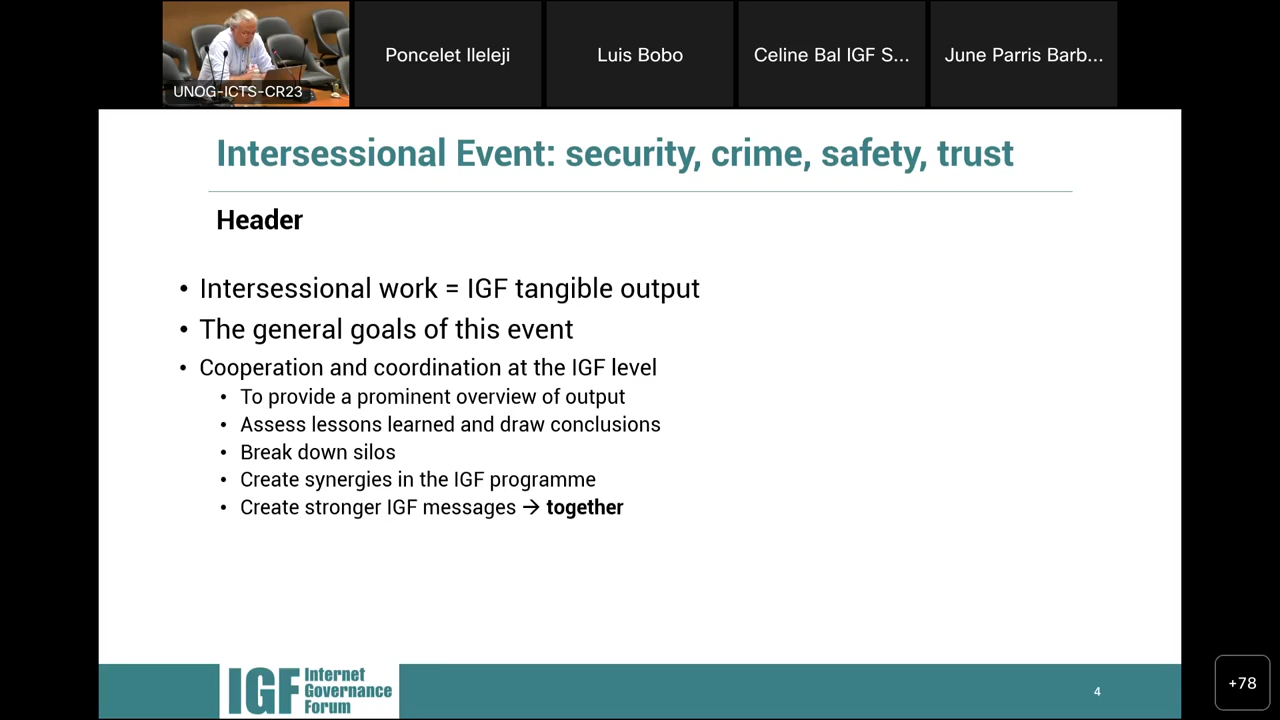 UNOG-ICTS-CR23
Poncelet Ileleji
Luis Bobo
Celine Bal IGF S...
June Parris Barb...
Intersessional Event: security, crime, safety, trust
Header
• Intersessional work = IGF tangible output
• The general goals of this event
• Cooperation and coordination at the IGF level
• To provide a prominent overview of output
• Assess lessons learned and draw conclusions
• Break down silos
• Create synergies in the IGF programme
• Create stronger IGF messages → together
IGF
Internet
Governance
Forum
4
+78